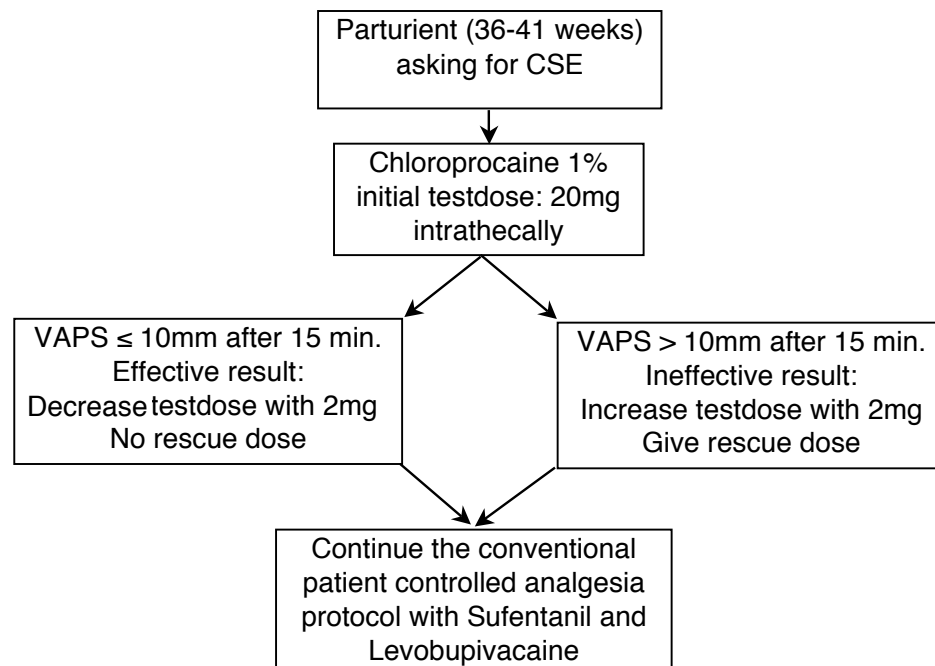 Parturient (36-41 weeks)
asking for CSE
Chloroprocaine 1%
initial testdose: 20mg
intrathecally
VAPS ≤ 10mm after 15 min.
Effective result:
Decrease testdose with 2mg
No rescue dose
VAPS > 10mm after 15 min.
Ineffective result:
Increase testdose with 2mg
Give rescue dose
Continue the conventional
patient controlled analgesia
protocol with Sufentanil and
Levobupivacaine